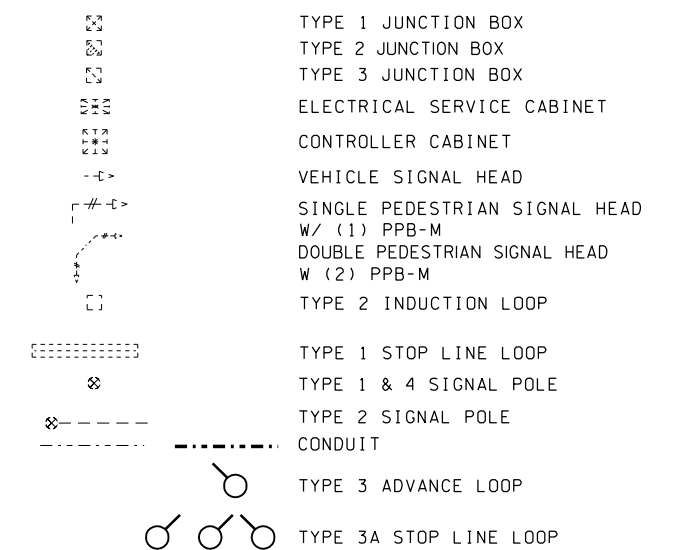 TYPE 1 JUNCTION BOX
TYPE 2 JUNCTION BOX
TYPE 3 JUNCTION BOX
ELECTRICAL SERVICE CABINET
CONTROLLER CABINET
VEHICLE SIGNAL HEAD
SINGLE PEDESTRIAN SIGNAL HEAD
W/ (1) PPB-M
DOUBLE PEDESTRIAN SIGNAL HEAD
W (2) PPB-M
TYPE 2 INDUCTION LOOP
TYPE 1 STOP LINE LOOP
TYPE 1 & 4 SIGNAL POLE
TYPE 2 SIGNAL POLE
CONDUIT
TYPE 3 ADVANCE LOOP
TYPE 3A STOP LINE LOOP